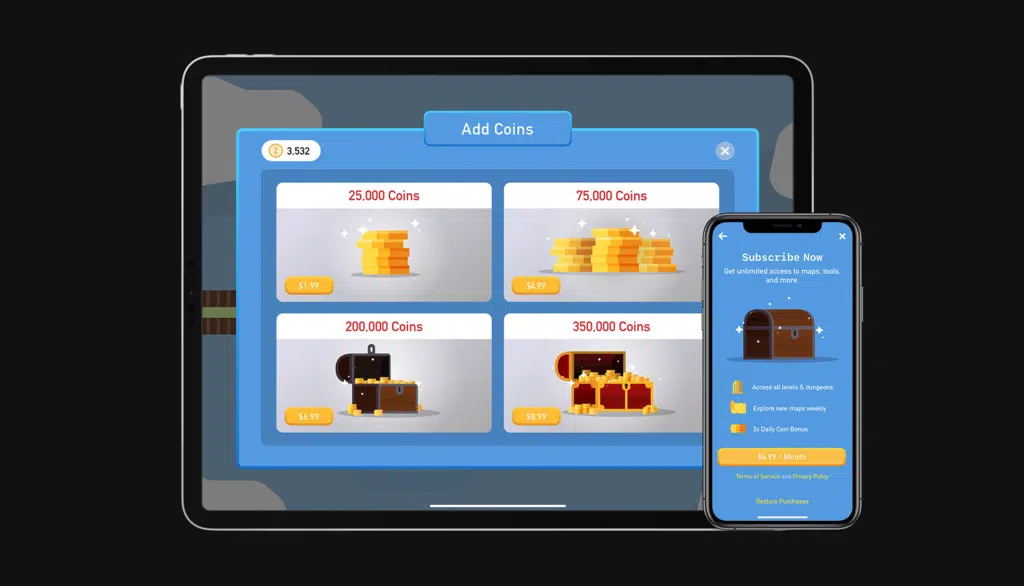 Add Coins
3,532
25,000 Coins
75,000 Coins
$1.99
$4.99
200,000 Coins
350,000 Coins
$6.99
$8.99
Subscribe Now
Get unlimited access to maps, tools,
and more.
Access all levels & dungeons
Explore new maps weekly
3x Daily Coin Bonus
$4.99 / Month
Terms of Service and Privacy Policy
Restore Purchases